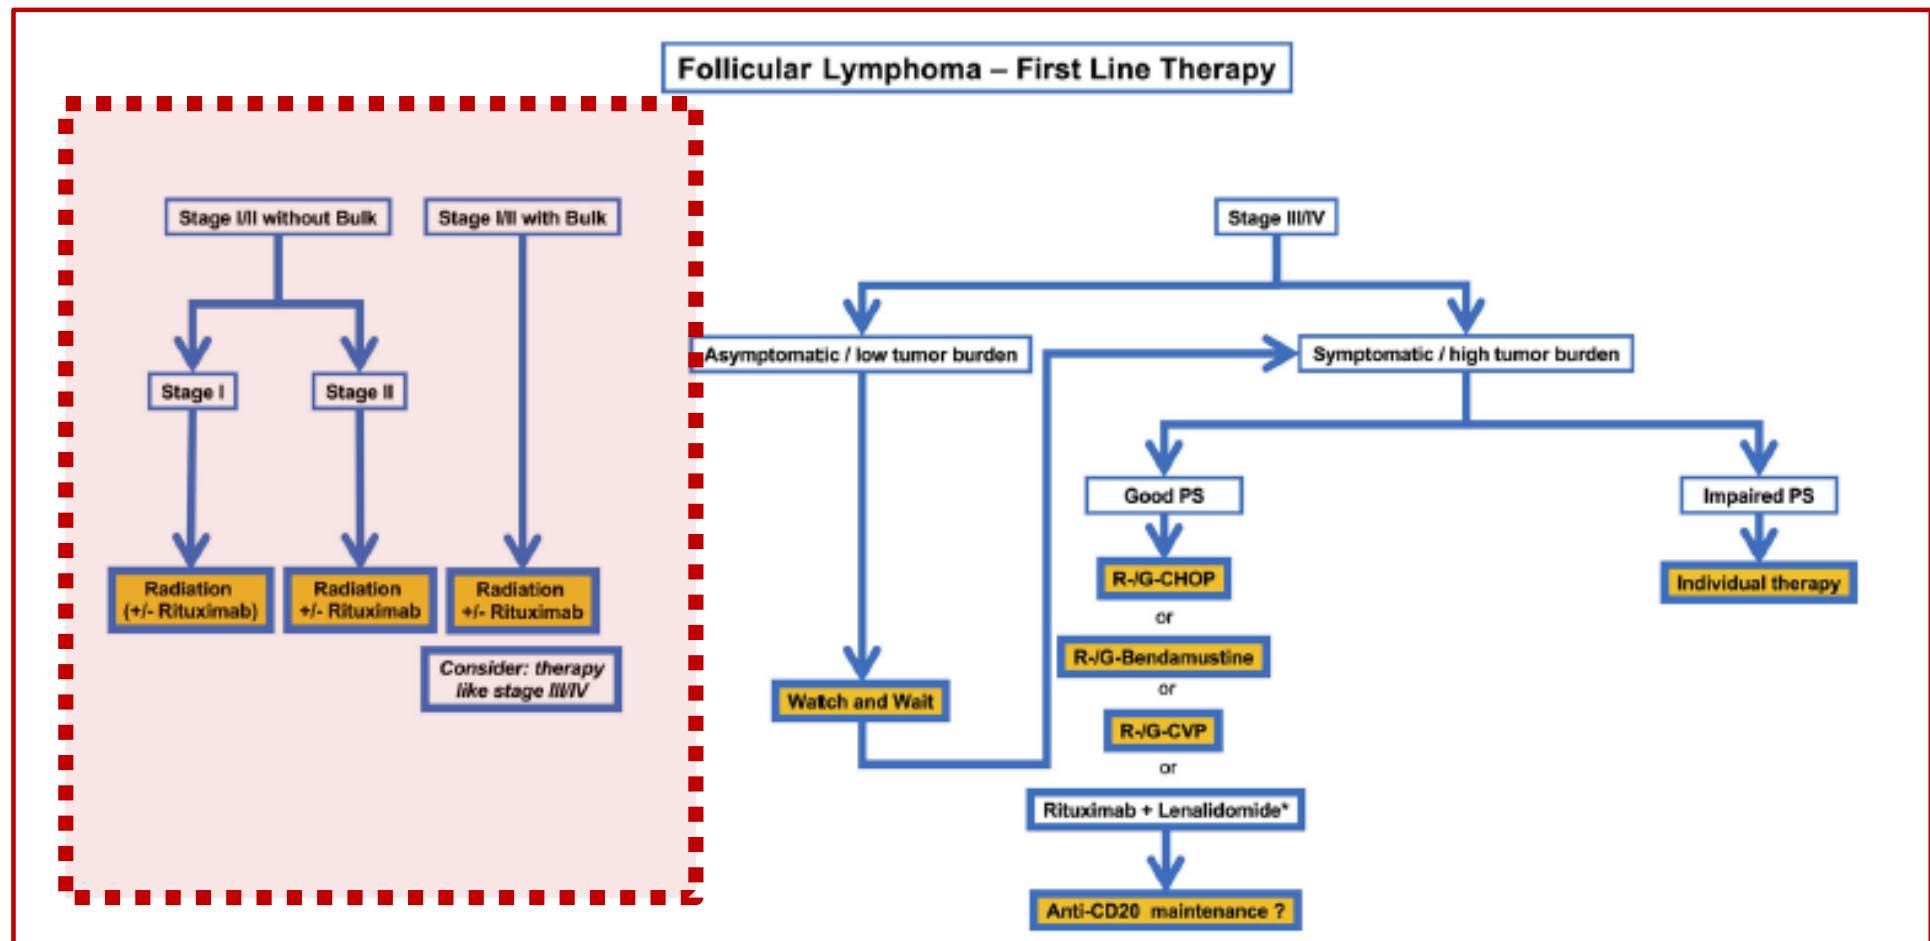 Follicular Lymphoma – First Line Therapy
Stage I/II without Bulk
Stage I/II with Bulk
Stage III/IV
Asymptomatic / low tumor burden
Symptomatic / high tumor burden
Stage I
Stage II
Good PS
Impaired PS
Radiation
(+/- Rituximab)
Radiation
+/- Rituximab
Radiation
+/- Rituximab
Consider: therapy
like stage III/IV
Watch and Wait
R-/G-CHOP
or
R-/G-Bendamustine
or
R-/G-CVP
or
Rituximab + Lenalidomide*
Anti-CD20 maintenance ?
Individual therapy